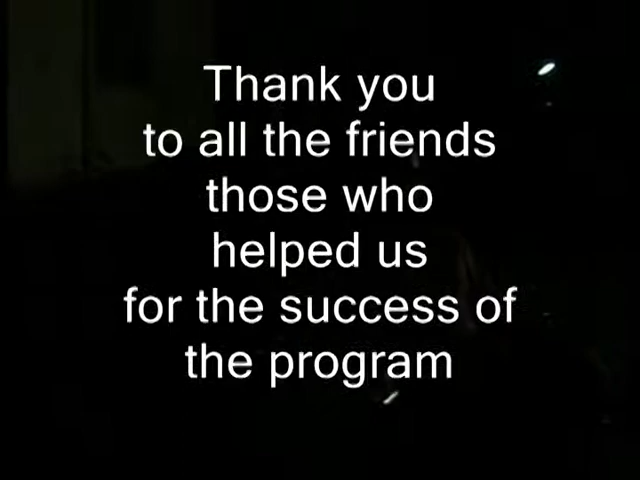 Thank you
to all the friends
those who
helped us
for the success of
the program